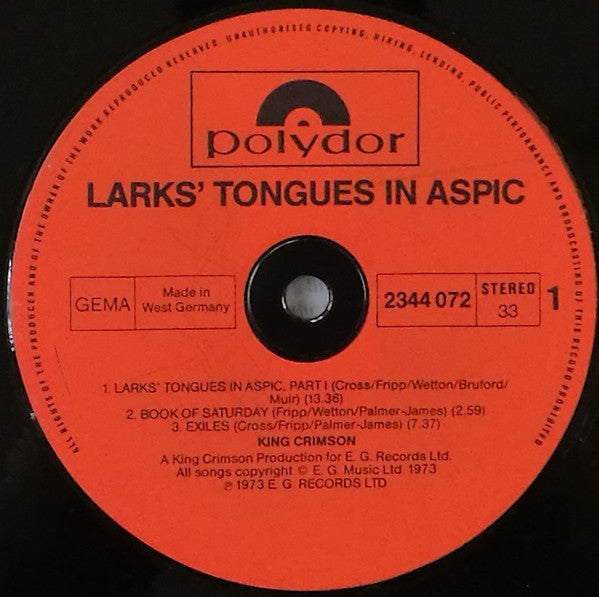 ALL RIGHTS OF THE PRODUCER AND OF THE OWNER OF THE WORK REPRODUCED RESERVED. UNAUTHORISED COPYING, HIRING, LENDING, PUBLIC PERFORMANCE AND BROADCASTING OF THIS RECORD PROHIBITED
polydor
LARKS' TONGUES IN ASPIC
GEMA
Made in
West Germany
2344 072
STEREO
33
1
1. LARKS' TONGUES IN ASPIC, PART I (Cross/Fripp/Wetton/Bruford/
Muir) (13.36)
2. BOOK OF SATURDAY (Fripp/Wetton/Palmer-James) (2.59)
3. EXILES (Cross/Fripp/Palmer-James) (7.37)
KING CRIMSON
A King Crimson Production for E. G. Records Ltd.
All songs copyright © E. G. Music Ltd 1973
℗ 1973 E. G. RECORDS LTD